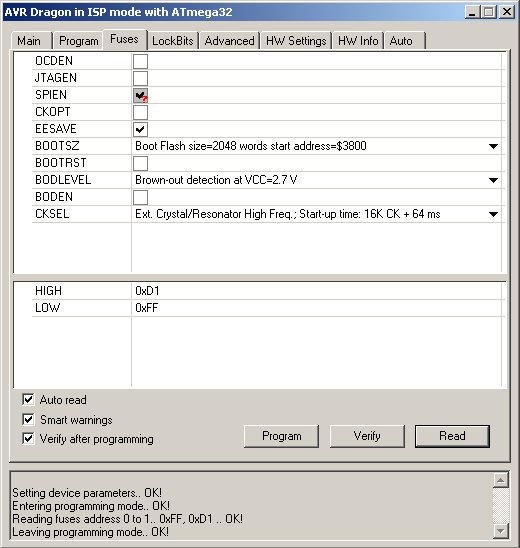 AVR Dragon in ISP mode with ATmega32
Main Program Fuses LockBits Advanced HW Settings HW Info Auto
OCDEN
JTAGEN
SPIEN
CKOPT
EESAVE
BOOTSZ Boot Flash size=2048 words start address=$3800
BOOTRST
BODLEVEL Brown-out detection at VCC=2.7 V
BODEN
CKSEL Ext. Crystal/Resonator High Freq.; Start-up time: 16K CK + 64 ms
HIGH 0xD1
LOW 0xFF
Auto read
Smart warnings
Verify after programming
Program Verify Read
Setting device parameters.. OK!
Entering programming mode.. OK!
Reading fuses address 0 to 1.. 0xFF, 0xD1 .. OK!
Leaving programming mode.. OK!